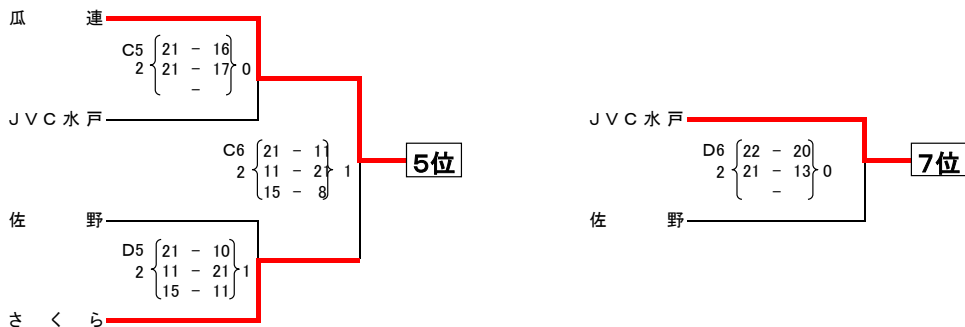 瓜 連
C5 21 - 16
2 21 - 17 0
-
JVC水戸
C6 21 - 11
2 11 - 21 1
15 - 8
5位
佐 野
D5 21 - 10
2 11 - 21 1
15 - 11
さ く ら
JVC水戸
D6 22 - 20
2 21 - 13 0
-
7位
佐 野